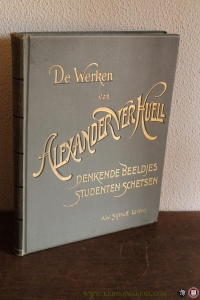 De Werken
van
ALEXANDER VER HUELL
DENKENDE BEELDJES
STUDENTEN-SCHETSEN